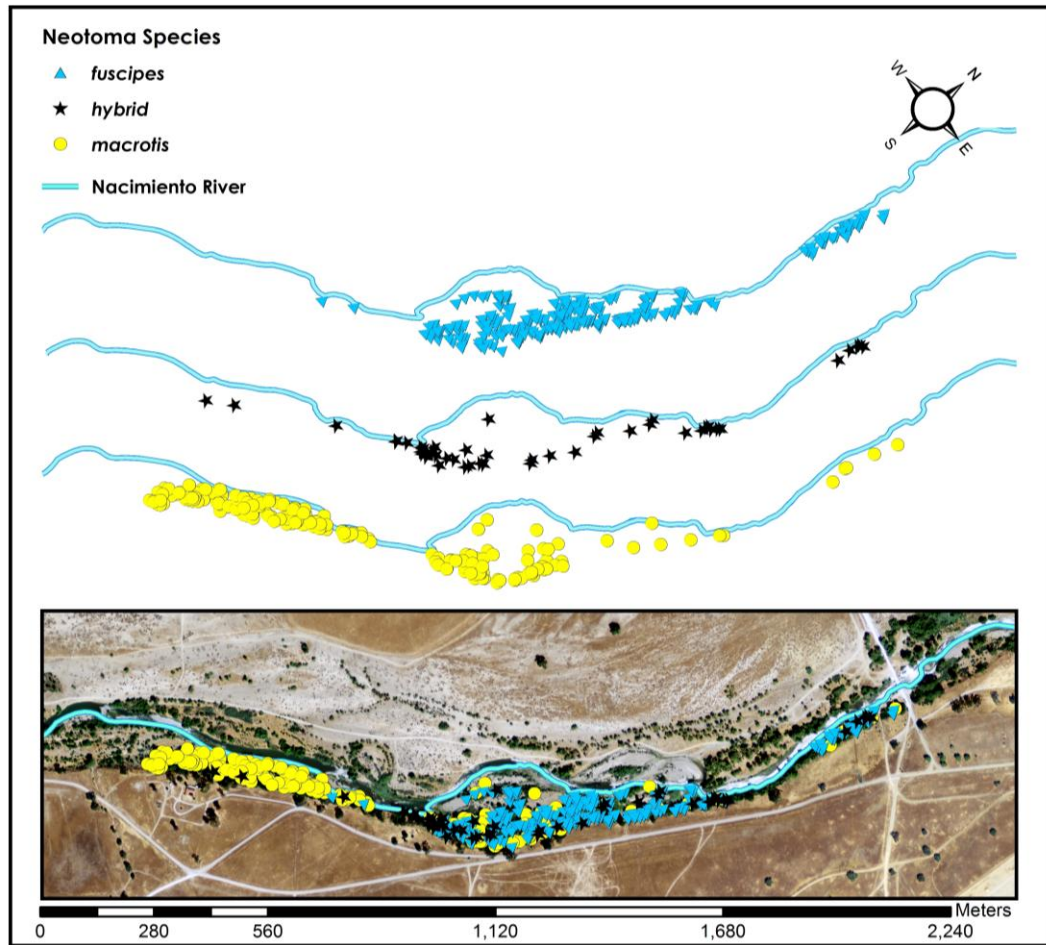 Neotoma Species
fuscipes
hybrid
macrotis
Nacimiento River
W
N
S
E
Meters
0 280 560 1,120 1,680 2,240